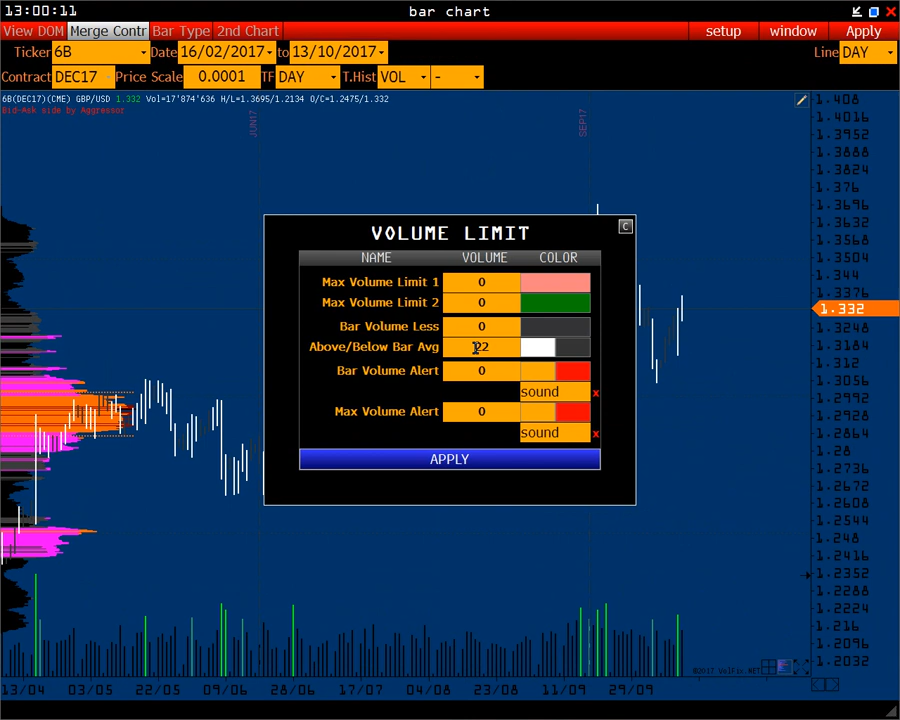 13:00:11 bar chart
View DOM Merge Contr Bar Type 2nd Chart setup window Apply
Ticker 6B Date 16/02/2017 to 13/10/2017 Line DAY
Contract DEC17 Price Scale 0.0001 TF DAY T.Hist VOL -
6B(DEC17)(CME) GBP/USD 1.332 Vol=17'874'636 H/L=1.3695/1.2134 O/C=1.2475/1.332
Bid-Ask side by Aggressor
JUN17
SEP17
VOLUME LIMIT
C
NAME VOLUME COLOR
Max Volume Limit 1 0
Max Volume Limit 2 0
Bar Volume Less 0
Above/Below Bar Avg 22
Bar Volume Alert 0
sound x
Max Volume Alert 0
sound x
APPLY
1.408
1.4016
1.3952
1.3888
1.3824
1.376
1.3696
1.3568
1.3504
1.344
1.3376
1.332
1.3248
1.3184
1.312
1.3056
1.2992
1.2928
1.2864
1.28
1.2736
1.2672
1.2608
1.2544
1.248
1.2416
1.2352
1.2288
1.2224
1.216
1.2096
1.2032
©2017 VolFix.NET
13/04 03/05 22/05 09/06 28/06 17/07 04/08 23/08 11/09 29/09